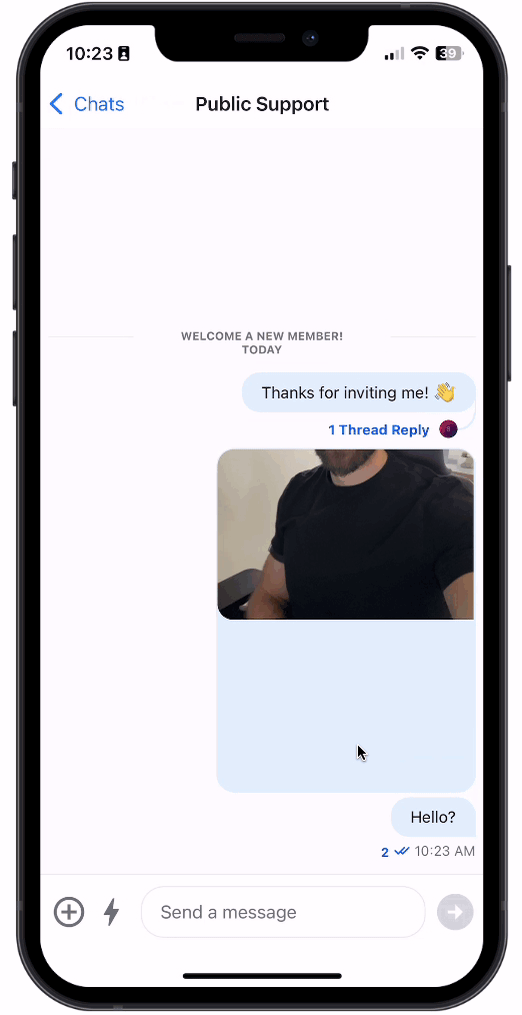 10:23
39
Chats
Public Support
WELCOME A NEW MEMBER!
TODAY
Thanks for inviting me! 👋
1 Thread Reply
Hello?
2 10:23 AM
Send a message